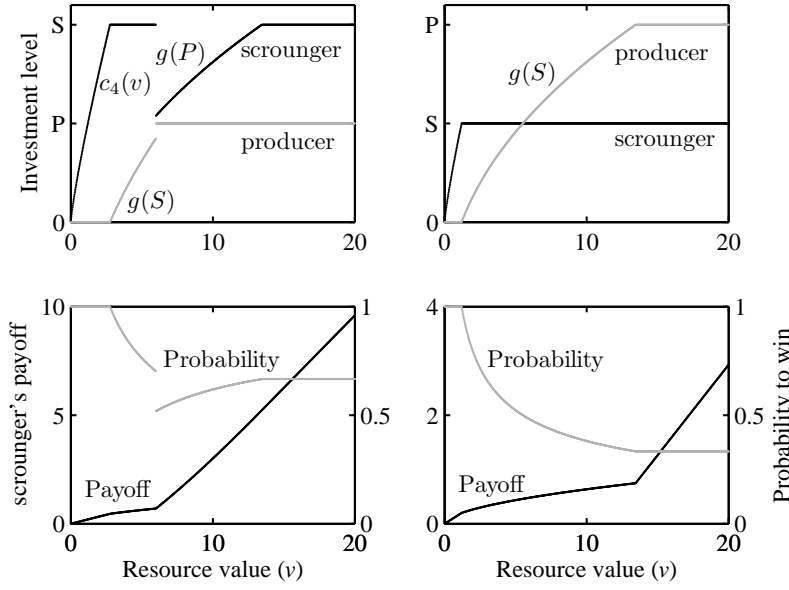 S
P
0
0
10
20
Investment level
c₄(v)
g(P)
scrounger
producer
g(S)
P
S
0
0
10
20
producer
g(S)
scrounger
10
5
0
1
0.5
0
0
10
20
scrounger's payoff
Probability
Payoff
Resource value (v)
4
2
0
1
0.5
0
0
10
20
Probability
Payoff
Probability to win
Resource value (v)